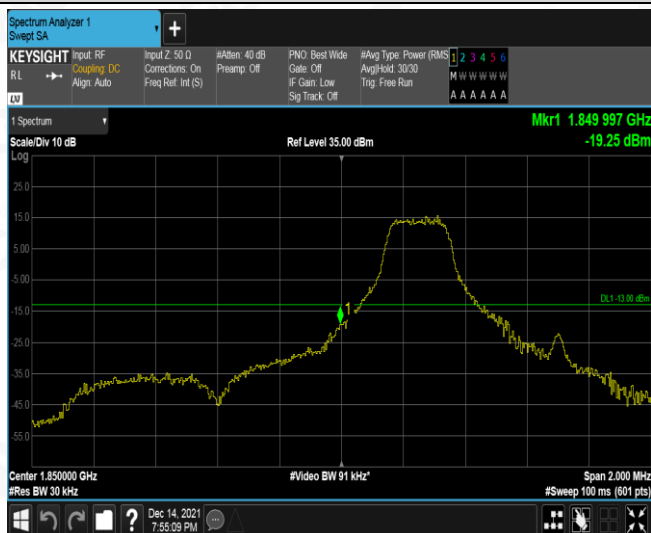 Spectrum Analyzer 1
Swept SA
+
KEYSIGHT
RL
LXI
Input: RF
Coupling: DC
Align: Auto
Input Z: 50 Ω
Corrections: On
Freq Ref: Int (S)
#Atten: 40 dB
Preamp: Off
PNO: Best Wide
Gate: Off
IF Gain: Low
Sig Track: Off
#Avg Type: Power (RMS
Avg|Hold: 30/30
Trig: Free Run
1 2 3 4 5 6
M W W W W W
A A A A A A
1 Spectrum
Mkr1 1.849 997 GHz
Scale/Div 10 dB
Ref Level 35.00 dBm
-19.25 dBm
Log
25.0
15.0
5.00
-5.00
DL1 -13.00 dBm
1
-15.0
-25.0
-35.0
-45.0
-55.0
Center 1.850000 GHz
#Video BW 91 kHz*
Span 2.000 MHz
#Res BW 30 kHz
#Sweep 100 ms (601 pts)
?
Dec 14, 2021
7:55:09 PM